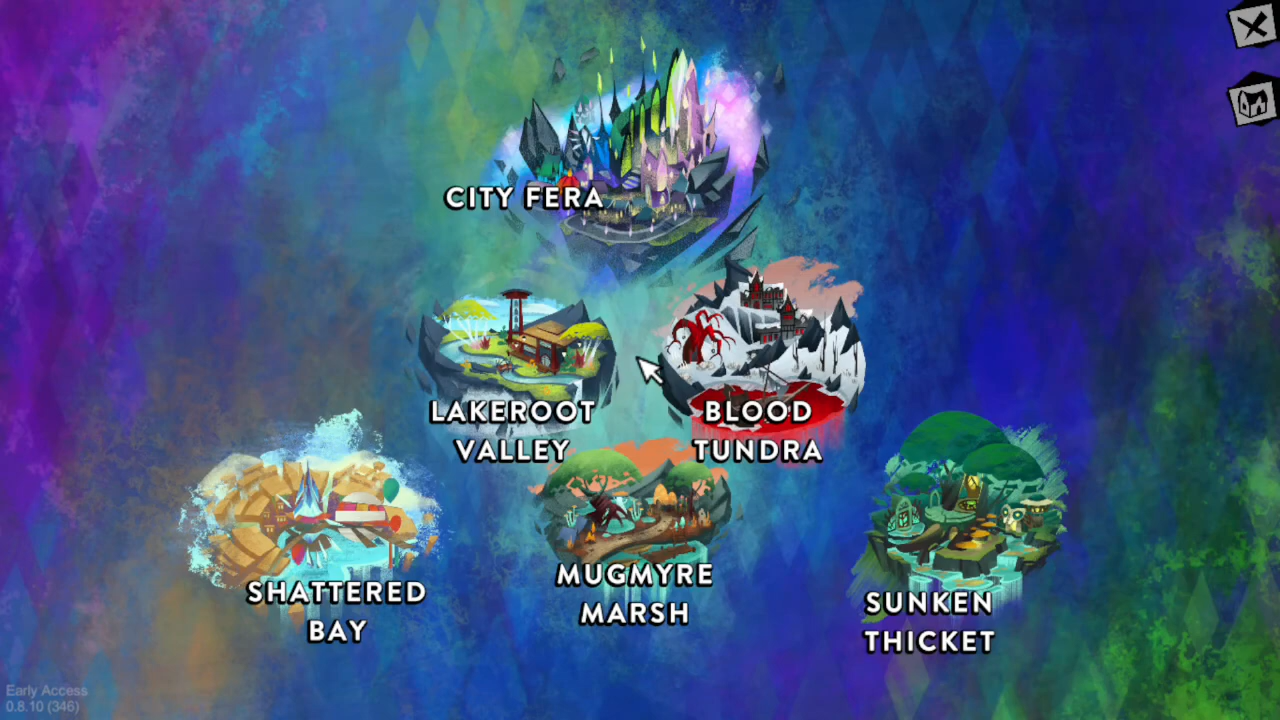 CITY FERA
LAKEROOT
VALLEY
BLOOD
TUNDRA
SHATTERED
BAY
MUGMYRE
MARSH
SUNKEN
THICKET
Early Access
0.8.10 (346)